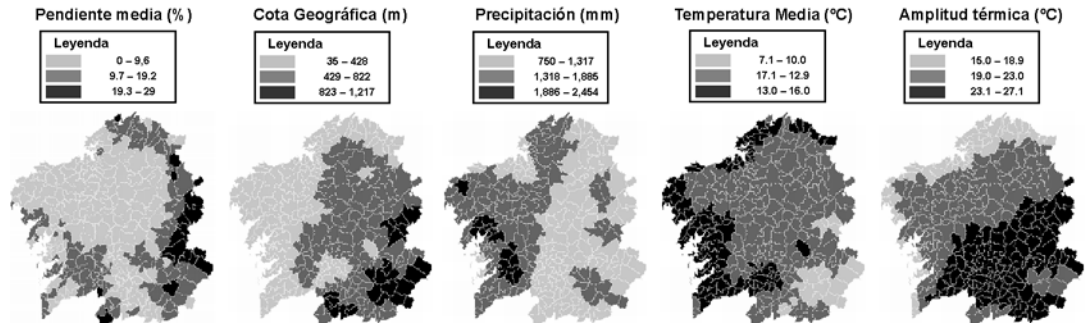 Pendiente media (%)
Leyenda
0 – 9,6
9.7 – 19.2
19.3 – 29
Cota Geográfica (m)
Leyenda
35 – 428
429 – 822
823 – 1,217
Precipitación (mm)
Leyenda
750 – 1,317
1,318 – 1,885
1,886 – 2,454
Temperatura Media (ºC)
Leyenda
7.1 – 10.0
17.1 – 12.9
13.0 – 16.0
Amplitud térmica (ºC)
Leyenda
15.0 – 18.9
19.0 – 23.0
23.1 – 27.1